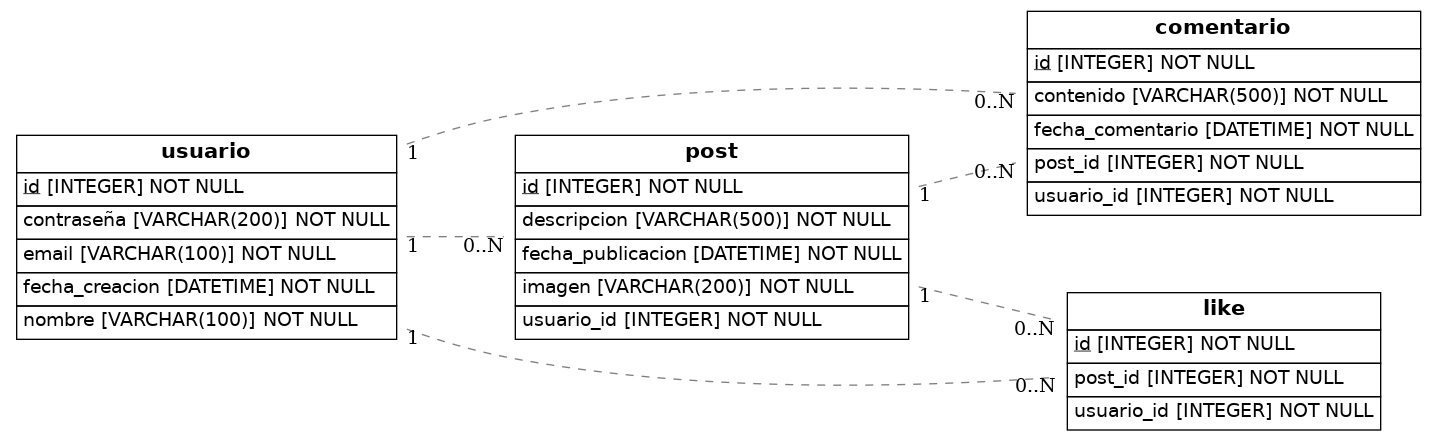 usuario
id [INTEGER] NOT NULL
contraseña [VARCHAR(200)] NOT NULL
email [VARCHAR(100)] NOT NULL
fecha_creacion [DATETIME] NOT NULL
nombre [VARCHAR(100)] NOT NULL
1
1
1
0..N
post
id [INTEGER] NOT NULL
descripcion [VARCHAR(500)] NOT NULL
fecha_publicacion [DATETIME] NOT NULL
imagen [VARCHAR(200)] NOT NULL
usuario_id [INTEGER] NOT NULL
1
1
0..N
0..N
comentario
id [INTEGER] NOT NULL
contenido [VARCHAR(500)] NOT NULL
fecha_comentario [DATETIME] NOT NULL
post_id [INTEGER] NOT NULL
usuario_id [INTEGER] NOT NULL
0..N
0..N
like
id [INTEGER] NOT NULL
post_id [INTEGER] NOT NULL
usuario_id [INTEGER] NOT NULL